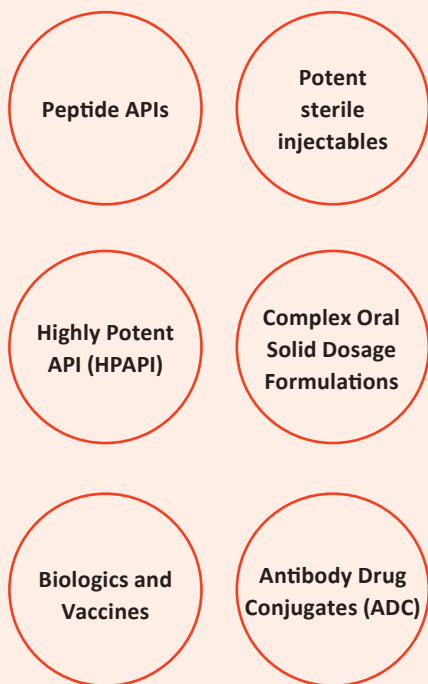 Peptide APIs
Potent
sterile
injectables
Highly Potent
API (HPAPI)
Complex Oral
Solid Dosage
Formulations
Biologics and
Vaccines
Antibody Drug
Conjugates (ADC)